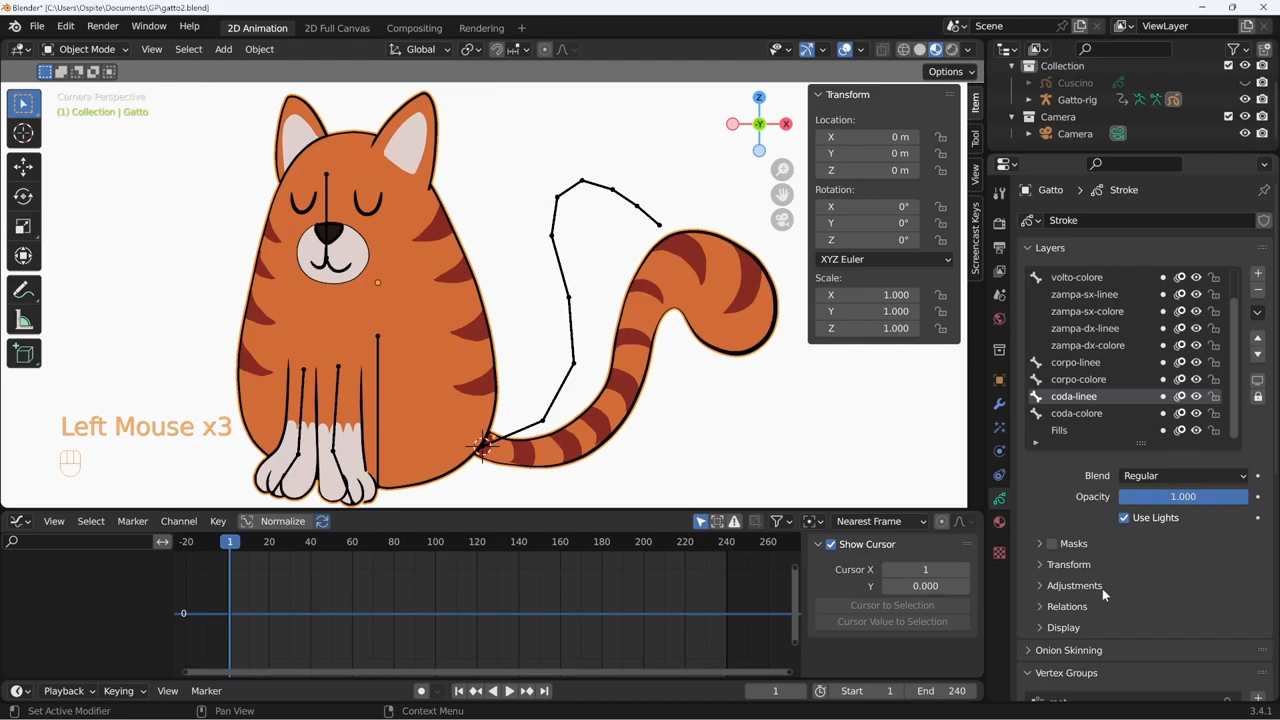 Blender* [C:\Users\Ospite\Documents\GP\gatto2.blend]
File Edit Render Window Help 2D Animation 2D Full Canvas Compositing Rendering + Scene ViewLayer
Object Mode View Select Add Object Global
Options
Camera Perspective
(1) Collection | Gatto
Z
-Y
X
Left Mouse x3
Transform
Location:
X 0 m
Y 0 m
Z 0 m
Rotation:
X 0°
Y 0°
Z 0°
XYZ Euler
Scale:
X 1.000
Y 1.000
Z 1.000
Item
Tool
View
Screencast Keys
Collection
Cuscino
Gatto-rig
Camera
Camera
Gatto > Stroke
Stroke
Layers
volto-colore
zampa-sx-linee
zampa-sx-colore
zampa-dx-linee
zampa-dx-colore
corpo-linee
corpo-colore
coda-linee
coda-colore
Fills
Blend Regular
Opacity 1.000
Use Lights
Masks
Transform
Adjustments
Relations
Display
Onion Skinning
Vertex Groups
View Select Marker Channel Key Normalize Nearest Frame
-20 1 20 40 60 80 100 120 140 160 180 200 220 240 260
0
Show Cursor
Cursor X 1
Y 0.000
Cursor to Selection
Cursor Value to Selection
Playback Keying View Marker 1 Start 1 End 240
Set Active Modifier Pan View Context Menu 3.4.1